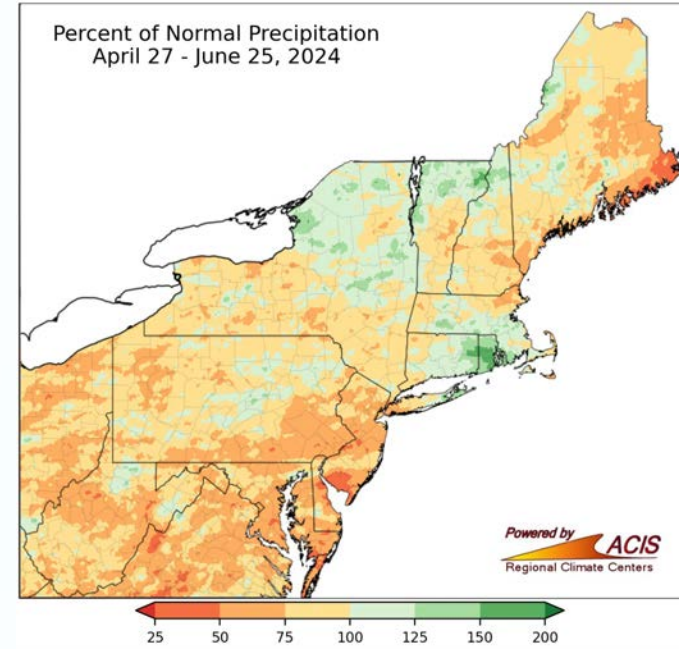 Percent of Normal Precipitation
April 27 - June 25, 2024
Powered by
ACIS
Regional Climate Centers
25 50 75 100 125 150 200